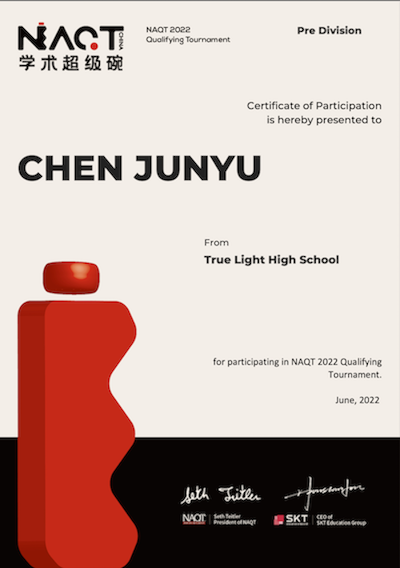 NAQT CHINA
学术超级碗
NAQT 2022
Qualifying Tournament
Pre Division
Certificate of Participation
is hereby presented to
CHEN JUNYU
From
True Light High School
for participating in NAQT 2022 Qualifying
Tournament.
June, 2022
Seth Teitler
NAQT
Seth Teitler
President of NAQT
SKT
CEO of
SKT Education Group